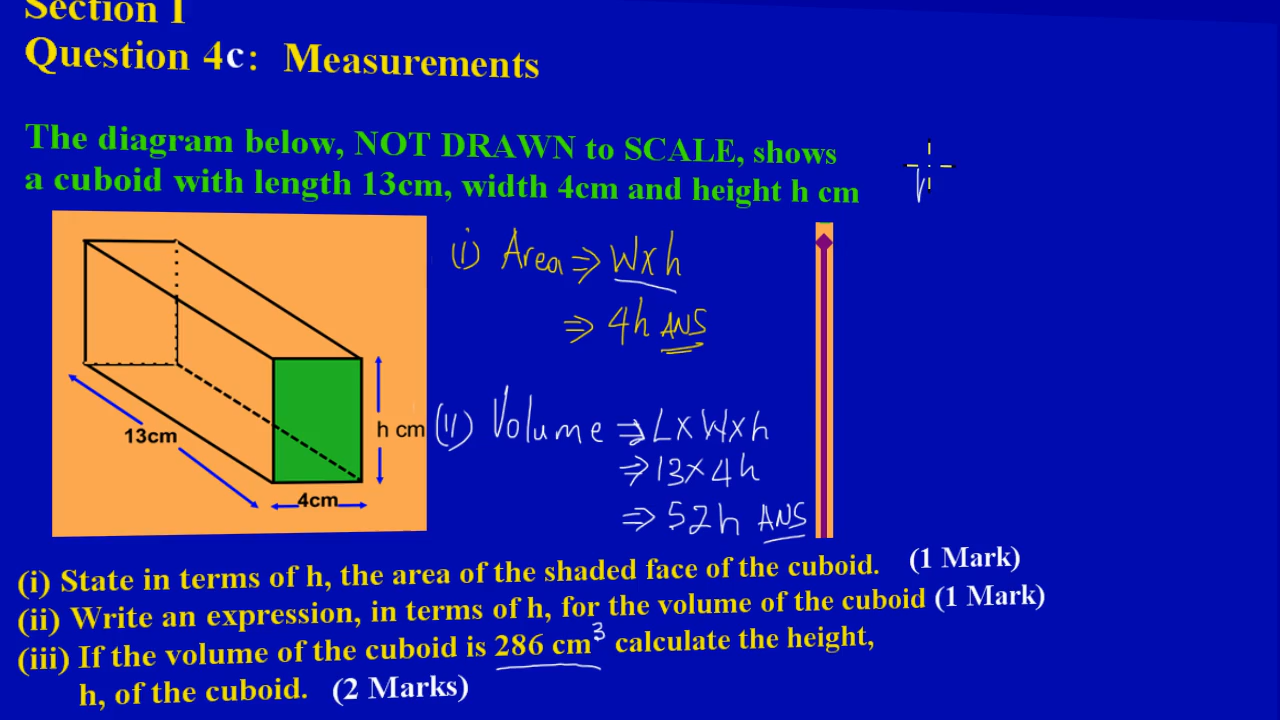 Section I
Question 4c: Measurements
The diagram below, NOT DRAWN to SCALE, shows
a cuboid with length 13cm, width 4cm and height h cm
(i) Area ⇒ W x h
⇒ 4h ANS
(ii) Volume ⇒ L x W x h
⇒ 13 x 4h
⇒ 52h ANS
13cm
h cm
4cm
(i) State in terms of h, the area of the shaded face of the cuboid. (1 Mark)
(ii) Write an expression, in terms of h, for the volume of the cuboid (1 Mark)
(iii) If the volume of the cuboid is 286 cm³ calculate the height,
h, of the cuboid. (2 Marks)